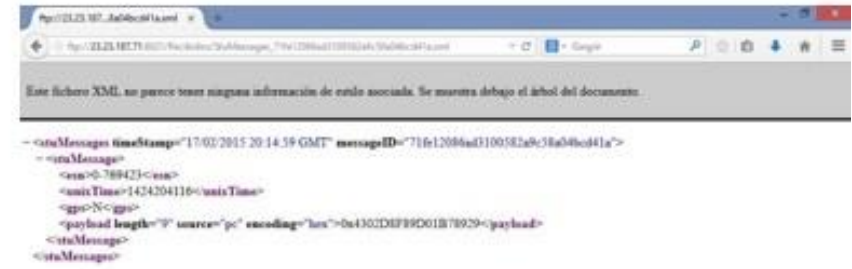 Este fichero XML no parece tener ninguna información de estilo asociada. Se muestra debajo el árbol del documento.
- <stuMessages timeStamp="17/02/2015 20:14:59 GMT" messageID="71fe12086ad3100582a9c58a04bcd41a">
- <stuMessage>
<esn>0-769423</esn>
<unixTime>1424204116</unixTime>
<gps>N</gps>
<payload length="9" source="pc" encoding="hex">
</payload>
</stuMessage>
</stuMessages>